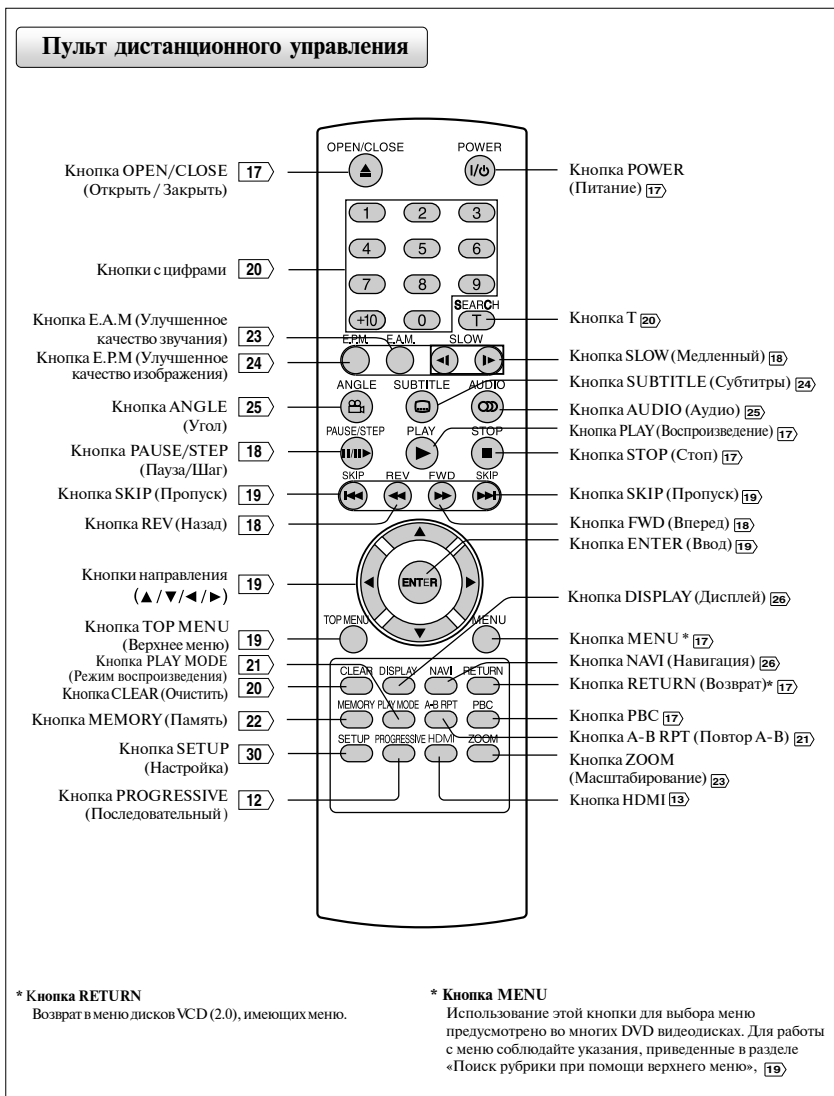 Пульт дистанционного управления
OPEN/CLOSE
POWER
Кнопка OPEN/CLOSE 17
(Открыть / Закрыть)
I/
Кнопка POWER
(Питание) 17
1 2 3
4 5 6
Кнопки с цифрами 20
7 8 9
SEARCH
+10 0 T
Кнопка T 20
Кнопка E.A.M (Улучшенное
качество звучания) 23
E.P.M. E.A.M. SLOW
Кнопка E.P.M (Улучшенное
качество изображения) 24
Кнопка SLOW (Медленный) 18
Кнопка SUBTITLE (Субтитры) 24
ANGLE SUBTITLE AUDIO
Кнопка ANGLE 25
(Угол)
Кнопка AUDIO (Аудио) 25
PAUSE/STEP PLAY STOP
Кнопка PLAY (Воспроизведение) 17
Кнопка PAUSE/STEP 18
(Пауза/Шаг)
Кнопка STOP (Стоп) 17
SKIP REV FWD SKIP
Кнопка SKIP (Пропуск) 19
Кнопка SKIP (Пропуск) 19
Кнопка REV (Назад) 18
Кнопка FWD (Вперед) 18
Кнопка ENTER (Ввод) 19
ENTER
Кнопки направления 19
(▲/▼/◄/►)
Кнопка DISPLAY (Дисплей) 26
TOP MENU MENU
Кнопка TOP MENU 19
(Верхнее меню)
Кнопка MENU * 17
Кнопка PLAY MODE 21
(Режим воспроизведения)
Кнопка NAVI (Навигация) 26
CLEAR DISPLAY NAVI RETURN
Кнопка CLEAR (Очистить) 20
Кнопка RETURN (Возврат)* 17
MEMORY PLAY MODE A-B RPT PBC
Кнопка MEMORY (Память) 22
Кнопка PBC 17
Кнопка A-B RPT (Повтор A-B) 21
SETUP PROGRESSIVE HDMI ZOOM
Кнопка SETUP 30
(Настройка)
Кнопка ZOOM
(Масштабирование) 23
Кнопка PROGRESSIVE 12
(Последовательный)
Кнопка HDMI 13
* Кнопка RETURN
Возврат в меню дисков VCD (2.0), имеющих меню.
* Кнопка MENU
Использование этой кнопки для выбора меню
предусмотрено во многих DVD видеодисках. Для работы
с меню соблюдайте указания, приведенные в разделе
«Поиск рубрики при помощи верхнего меню», 19